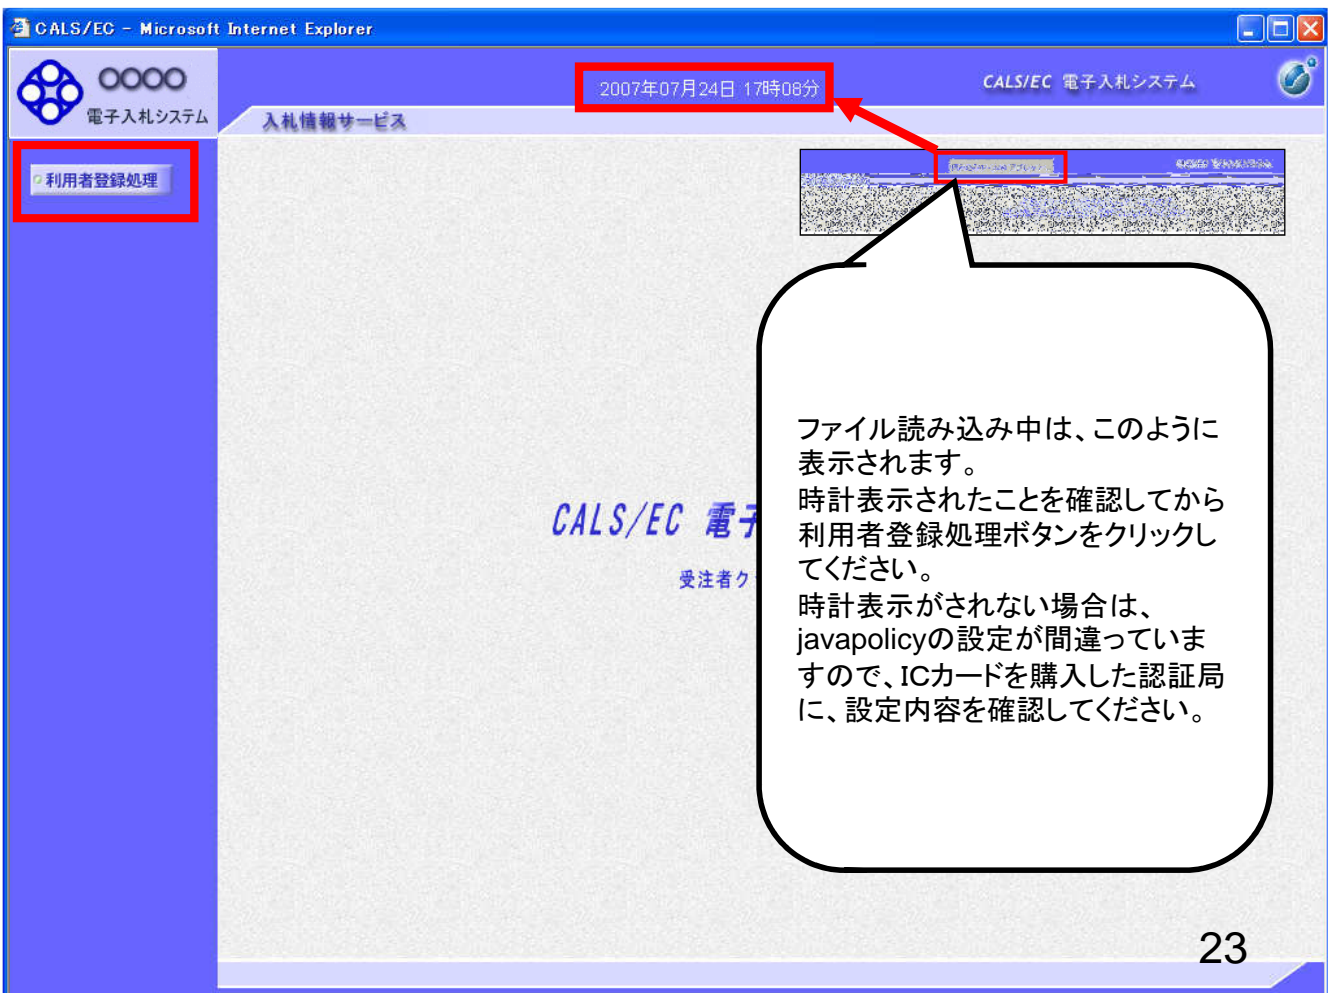 CALS/EC - Microsoft Internet Explorer
○○○○
電子入札システム
2007年07月24日 17時08分
CALS/EC 電子入札システム
入札情報サービス
利用者登録処理
CALS/EC 電子
受注者ク
ファイル読み込み中は、このように
表示されます。
時計表示されたことを確認してから
利用者登録処理ボタンをクリックし
てください。
時計表示がされない場合は、
javapolicyの設定が間違っていま
すので、ICカードを購入した認証局
に、設定内容を確認してください。
23